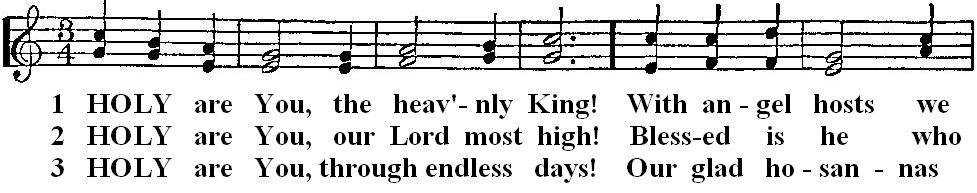 3
4
1 HOLY are You, the heav'- nly King! With an - gel hosts we
2 HOLY are You, our Lord most high! Bless-ed is he who
3 HOLY are You, through endless days! Our glad ho - san - nas